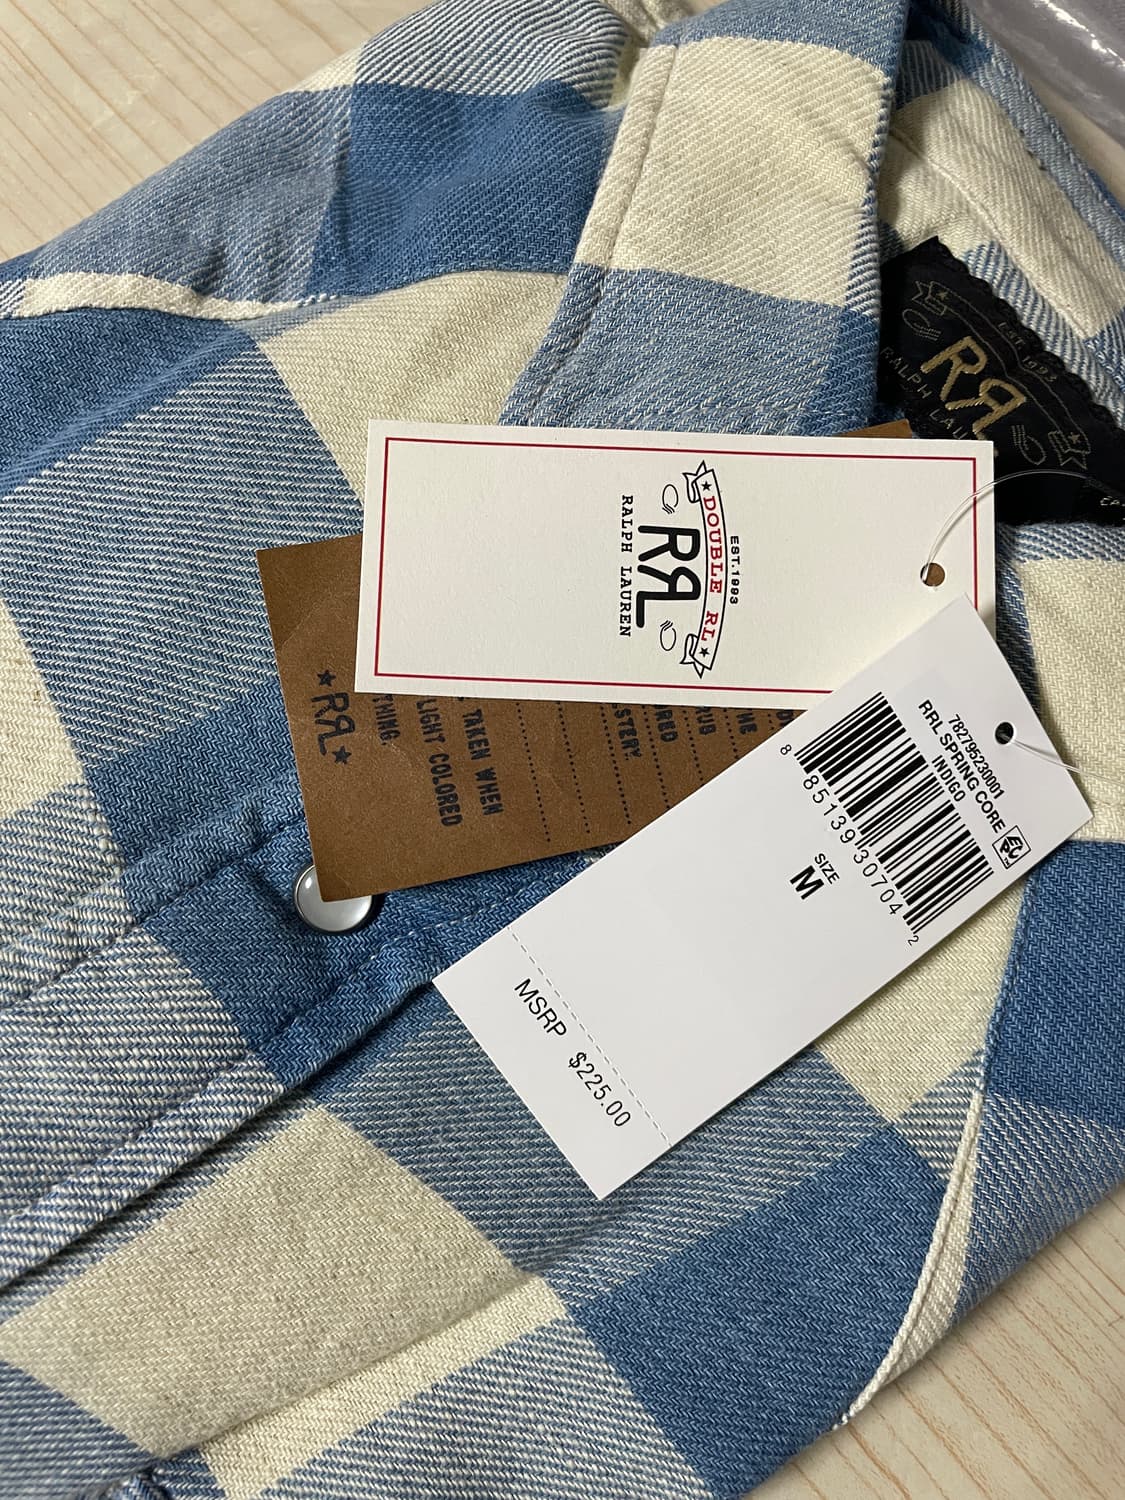 EST. 1993
RRL
RALPH LAU
EST.1993
DOUBLE RL
RRL
RALPH LAUREN
TAKEN WHEN
LIGHT COLORED
THING.
RRL
782795230001
RRL SPRING CORE
INDIGO
8 85139 30704 2
SIZE
M
MSRP $225.00